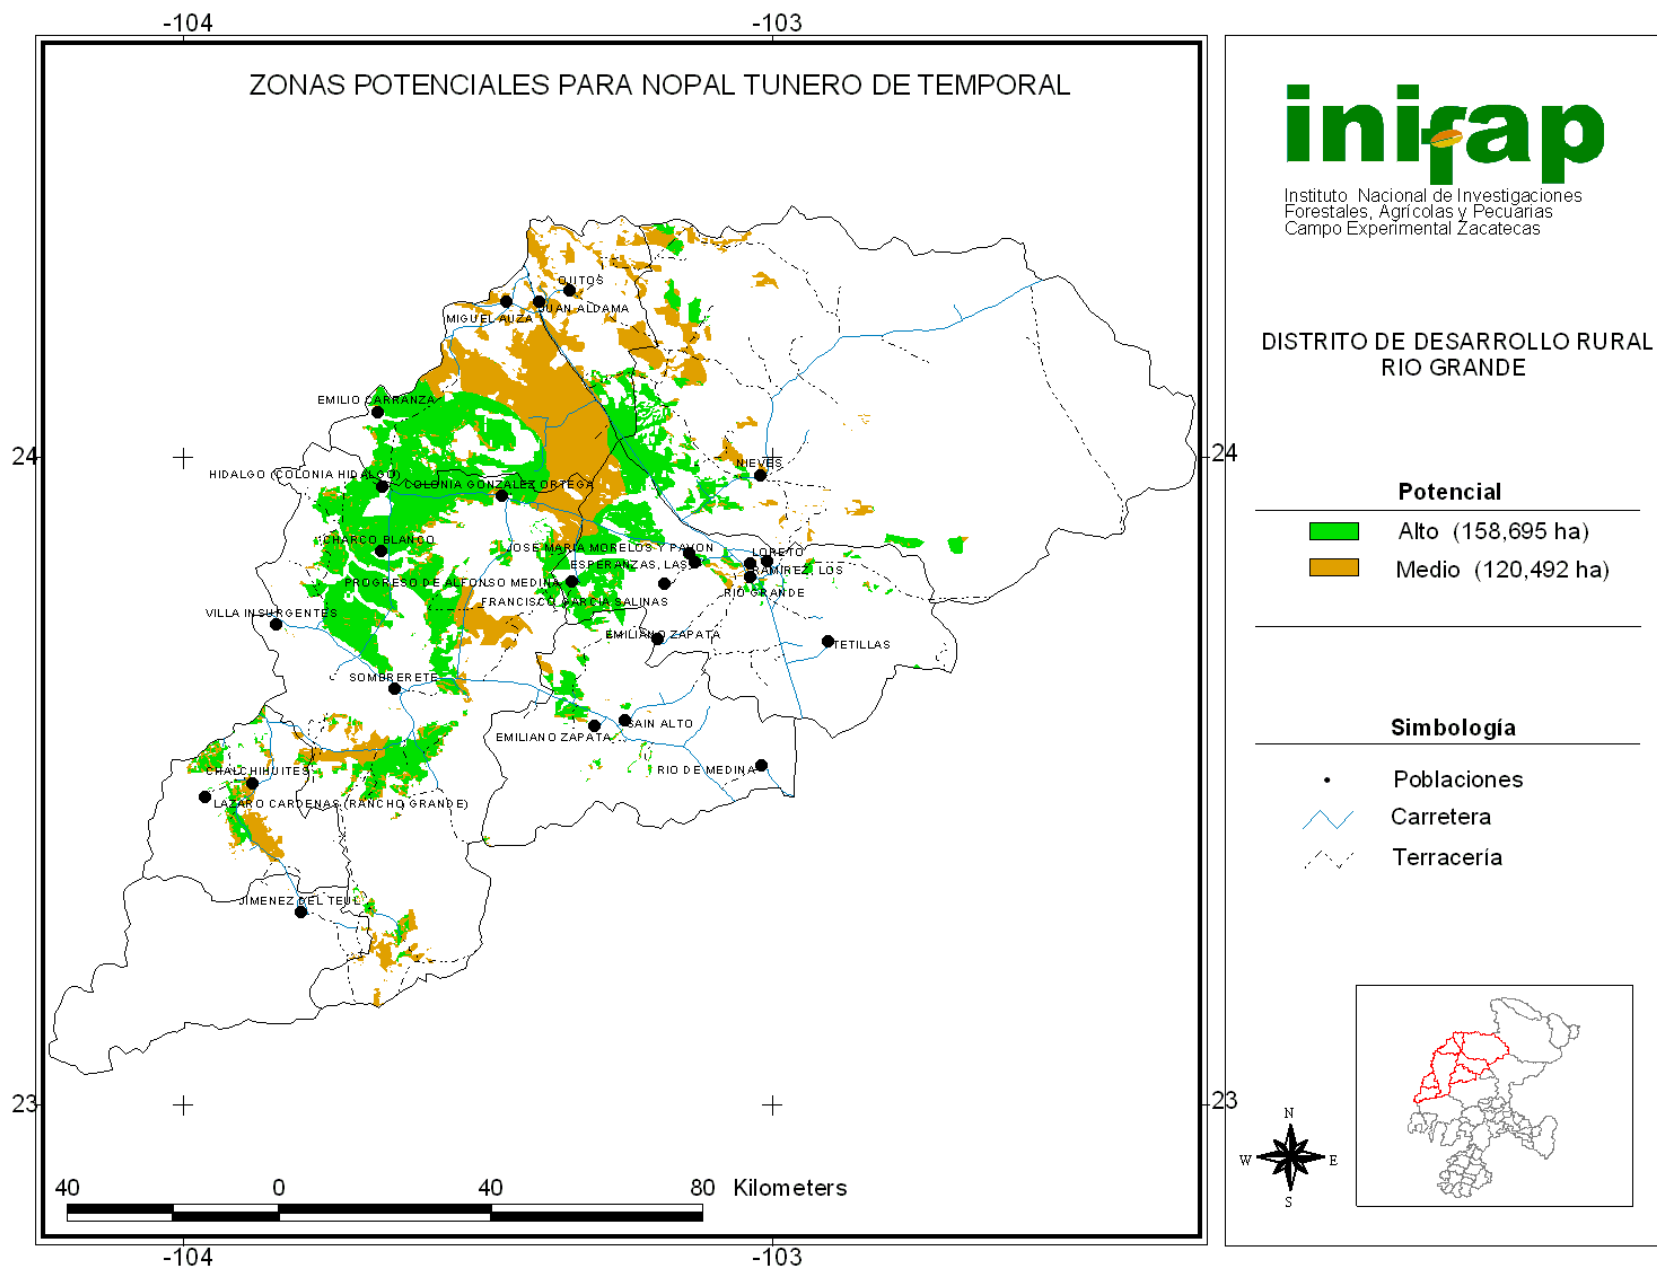 -104
-103
ZONAS POTENCIALES PARA NOPAL TUNERO DE TEMPORAL
OJITOS
JUAN ALDAMA
MIGUEL AUZA
EMILIO CARRANZA
24
24
NIEVES
HIDALGO (COLONIA HIDALGO)
COLONIA GONZALEZ ORTEGA
CHARCO BLANCO
JOSE MARIA MORELOS Y PAVON
LORETO
ESPERANZAS, LAS
RAMIREZ, LOS
PROGRESO DE ALFONSO MEDINA
RIO GRANDE
FRANCISCO GARCIA SALINAS
VILLA INSURGENTES
EMILIANO ZAPATA
TETILLAS
SOMBRERETE
SAIN ALTO
EMILIANO ZAPATA
RIO DE MEDINA
CHALCHIHUITES
LAZARO CARDENAS (RANCHO GRANDE)
JIMENEZ DEL TEUL
23
23
40 0 40 80 Kilometers
-104
-103
inifap
Instituto Nacional de Investigaciones
Forestales, Agrícolas y Pecuarias
Campo Experimental Zacatecas
DISTRITO DE DESARROLLO RURAL
RIO GRANDE
Potencial
Alto (158,695 ha)
Medio (120,492 ha)
Simbología
Poblaciones
Carretera
Terracería
N
W E
S